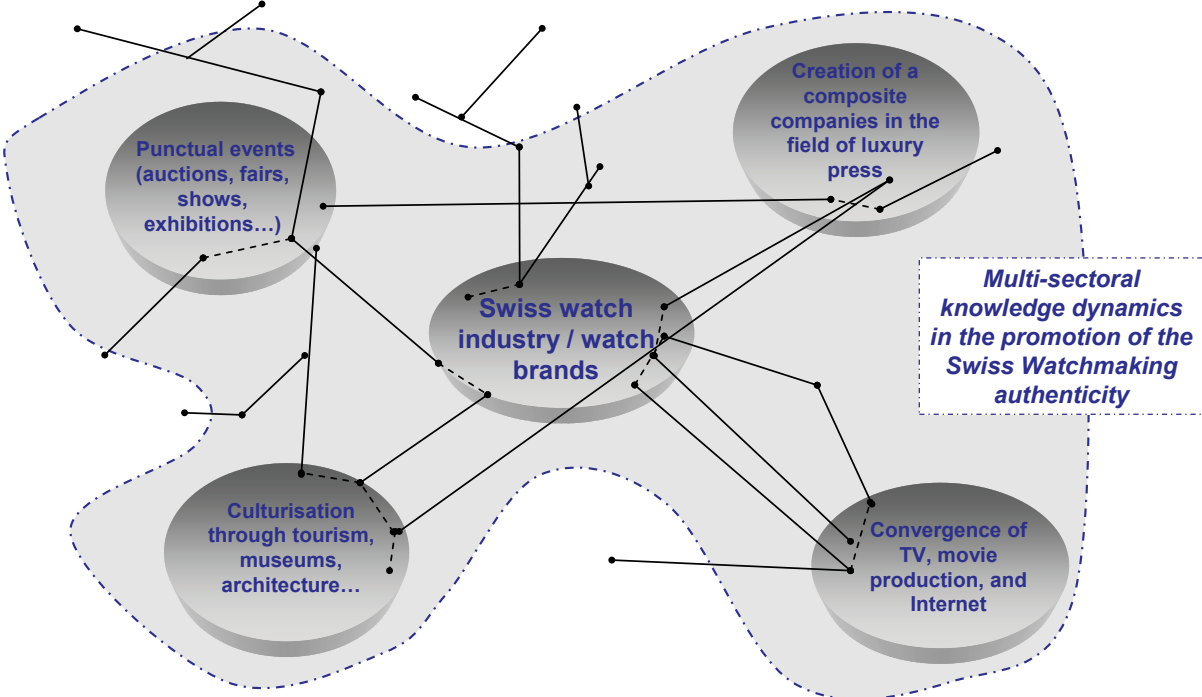 Creation of a
composite
companies in the
field of luxury
press
Punctual events
(auctions, fairs,
shows,
exhibitions…)
Multi-sectoral
knowledge dynamics
in the promotion of the
Swiss Watchmaking
authenticity
Swiss watch
industry / watch
brands
Culturisation
through tourism,
museums,
architecture…
Convergence of
TV, movie
production, and
Internet